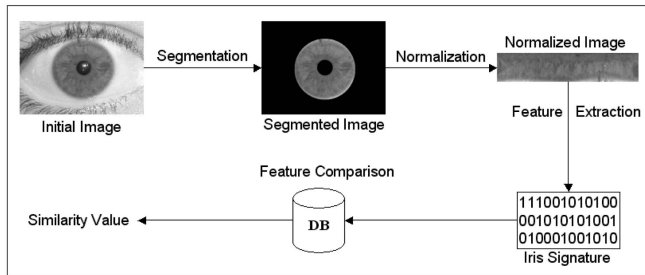 Segmentation
Normalization
Normalized Image
Initial Image
Segmented Image
Feature Extraction
Feature Comparison
Similarity Value
DB
111001010100
001010101001
010001001010
Iris Signature